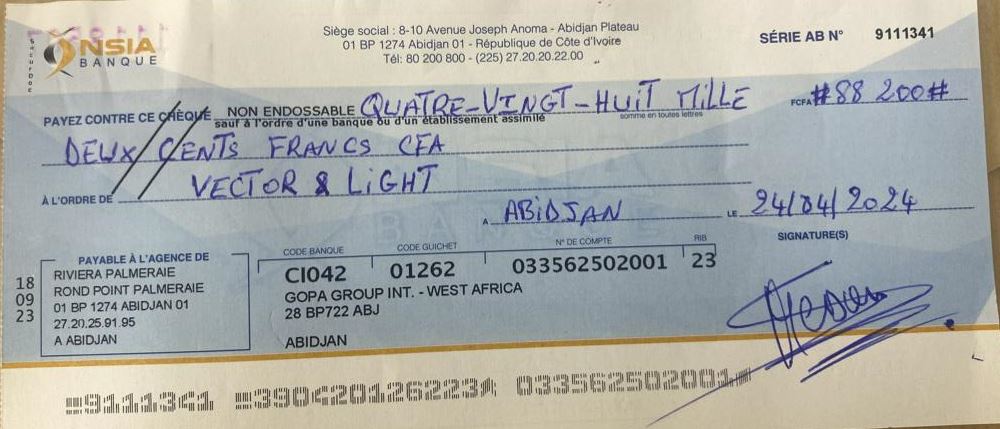 NSIA
BANQUE
Siège social : 8-10 Avenue Joseph Anoma - Abidjan Plateau
01 BP 1274 Abidjan 01 - République de Côte d'Ivoire
Tél: 80 200 800 - (225) 27.20.20.22.00
SÉRIE AB N° 9111341
PAYEZ CONTRE CE CHÈQUE NON ENDOSSABLE QUATRE-VINGT-HUIT MILLE FCFA #88 200#
sauf à l'ordre d'une banque ou d'un établissement assimilé somme en toutes lettres
DEUX CENTS FRANCS CFA
À L'ORDRE DE VECTOR & LIGHT
A ABIDJAN LE 24/04/2024
SIGNATURE(S)
PAYABLE À L'AGENCE DE
RIVIERA PALMERAIE
ROND POINT PALMERAIE
01 BP 1274 ABIDJAN 01
27.20.25.91.95
A ABIDJAN
18
09
23
CODE BANQUE CODE GUICHET N° DE COMPTE RIB
CI042 01262 033562502001 23
GOPA GROUP INT. - WEST AFRICA
28 BP722 ABJ
ABIDJAN
9111341 390420126223 033562502001